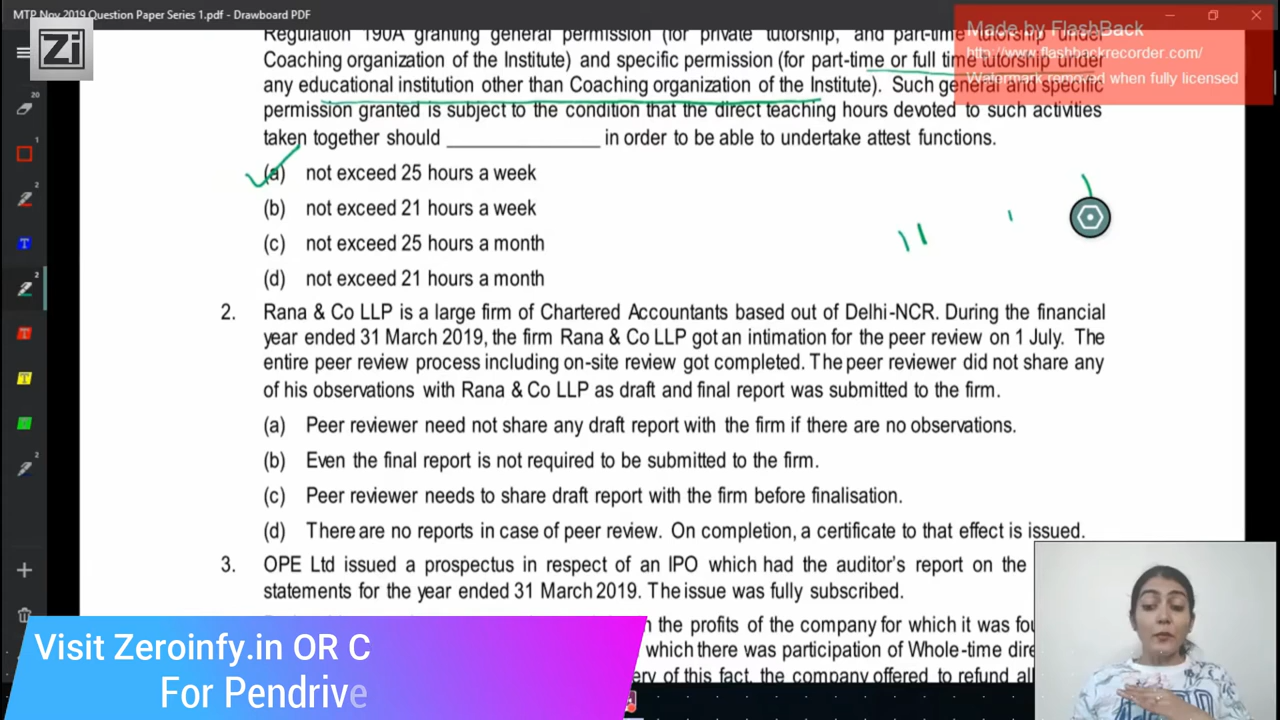 MTP Nov 2019 Question Paper Series 1.pdf - Drawboard PDF
Made by FlashBack
http://www.flashbackrecorder.com/
Watermark removed when fully licensed
Zi
Regulation 190A granting general permission (for private tutorship, and part-time tutorship under
Coaching organization of the Institute) and specific permission (for part-time or full time tutorship under
any educational institution other than Coaching organization of the Institute). Such general and specific
permission granted is subject to the condition that the direct teaching hours devoted to such activities
taken together should ______________ in order to be able to undertake attest functions.
(a) not exceed 25 hours a week
(b) not exceed 21 hours a week
(c) not exceed 25 hours a month
(d) not exceed 21 hours a month
2. Rana & Co LLP is a large firm of Chartered Accountants based out of Delhi-NCR. During the financial
year ended 31 March 2019, the firm Rana & Co LLP got an intimation for the peer review on 1 July. The
entire peer review process including on-site review got completed. The peer reviewer did not share any
of his observations with Rana & Co LLP as draft and final report was submitted to the firm.
(a) Peer reviewer need not share any draft report with the firm if there are no observations.
(b) Even the final report is not required to be submitted to the firm.
(c) Peer reviewer needs to share draft report with the firm before finalisation.
(d) There are no reports in case of peer review. On completion, a certificate to that effect is issued.
3. OPE Ltd issued a prospectus in respect of an IPO which had the auditor's report on the
statements for the year ended 31 March 2019. The issue was fully subscribed.
the profits of the company for which it was
which there was participation of Whole-time
of this fact, the company offered to refund
Visit Zeroinfy.in OR C
For Pendrive
20
1
2
2
2
2